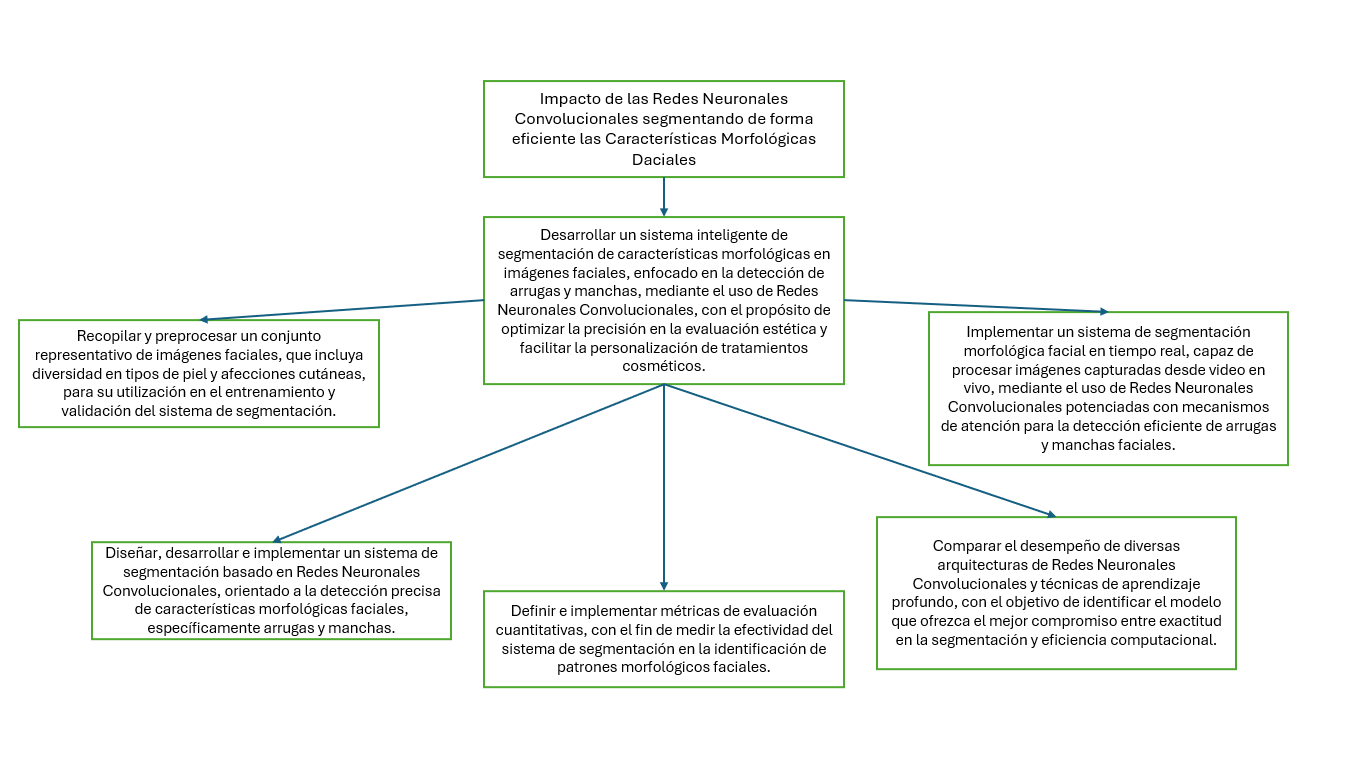 Impacto de las Redes Neuronales
Convolucionales segmentando de forma
eficiente las Características Morfológicas
Daciales
Desarrollar un sistema inteligente de
segmentación de características morfológicas en
imágenes faciales, enfocado en la detección de
arrugas y manchas, mediante el uso de Redes
Neuronales Convolucionales, con el propósito de
optimizar la precisión en la evaluación estética y
facilitar la personalización de tratamientos
cosméticos.
Recopilar y preprocesar un conjunto
representativo de imágenes faciales, que incluya
diversidad en tipos de piel y afecciones cutáneas,
para su utilización en el entrenamiento y
validación del sistema de segmentación.
Implementar un sistema de segmentación
morfológica facial en tiempo real, capaz de
procesar imágenes capturadas desde video en
vivo, mediante el uso de Redes Neuronales
Convolucionales potenciadas con mecanismos
de atención para la detección eficiente de arrugas
y manchas faciales.
Diseñar, desarrollar e implementar un sistema de
segmentación basado en Redes Neuronales
Convolucionales, orientado a la detección precisa
de características morfológicas faciales,
específicamente arrugas y manchas.
Definir e implementar métricas de evaluación
cuantitativas, con el fin de medir la efectividad del
sistema de segmentación en la identificación de
patrones morfológicos faciales.
Comparar el desempeño de diversas
arquitecturas de Redes Neuronales
Convolucionales y técnicas de aprendizaje
profundo, con el objetivo de identificar el modelo
que ofrezca el mejor compromiso entre exactitud
en la segmentación y eficiencia computacional.